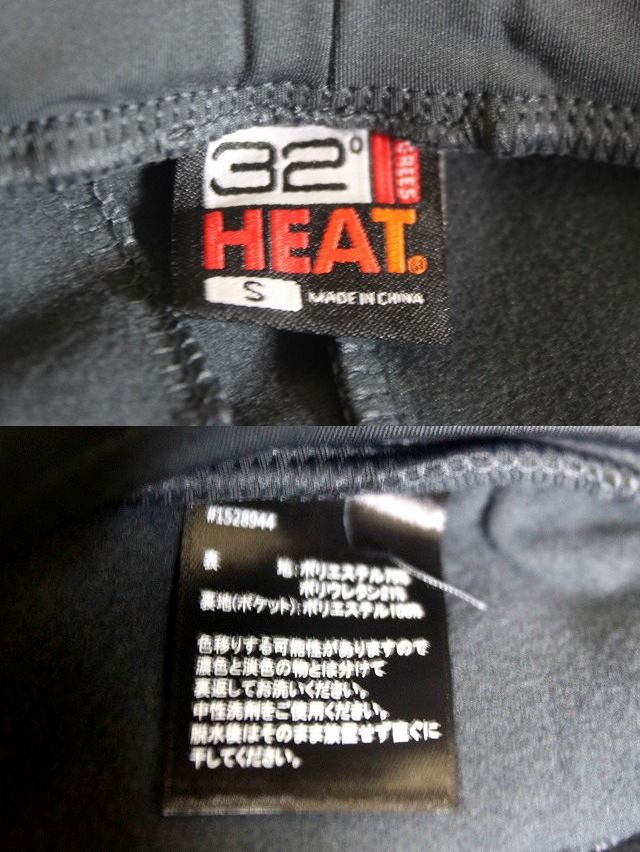 32°
DEGREES
HEAT.®
S
MADE IN CHINA
#1528944
表 地：ポリエステル79%
ポリウレタン21%
裏地(ポケット)：ポリエステル100%
色移りする可能性がありますので
濃色と淡色の物とは分けて
裏返してお洗いください。
中性洗剤をご使用ください。
脱水後はそのまま放置せず直ぐに
干してください。